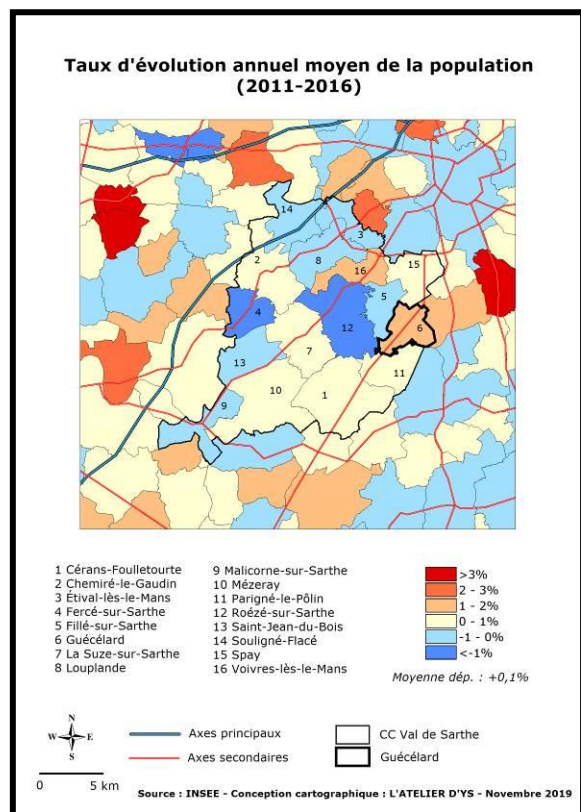 Taux d'évolution annuel moyen de la population
(2011-2016)
14
3
2
8
15
16
5
4
12
6
7
13
11
10
1
9
1 Cérans-Foulletourte
2 Chemiré-le-Gaudin
3 Étival-lès-le Mans
4 Fercé-sur-Sarthe
5 Fillé-sur-Sarthe
6 Guécélard
7 La Suze-sur-Sarthe
8 Louplande
9 Malicorne-sur-Sarthe
10 Mézeray
11 Parigné-le-Pôlin
12 Roézé-sur-Sarthe
13 Saint-Jean-du-Bois
14 Souligné-Flacé
15 Spay
16 Voivres-lès-le Mans
>3%
2 - 3%
1 - 2%
0 - 1%
-1 - 0%
<-1%
Moyenne dép. : +0,1%
N
W E
S
Axes principaux
Axes secondaires
CC Val de Sarthe
Guécélard
0 5 km
Source : INSEE - Conception cartographique : L'ATELIER D'YS - Novembre 2019